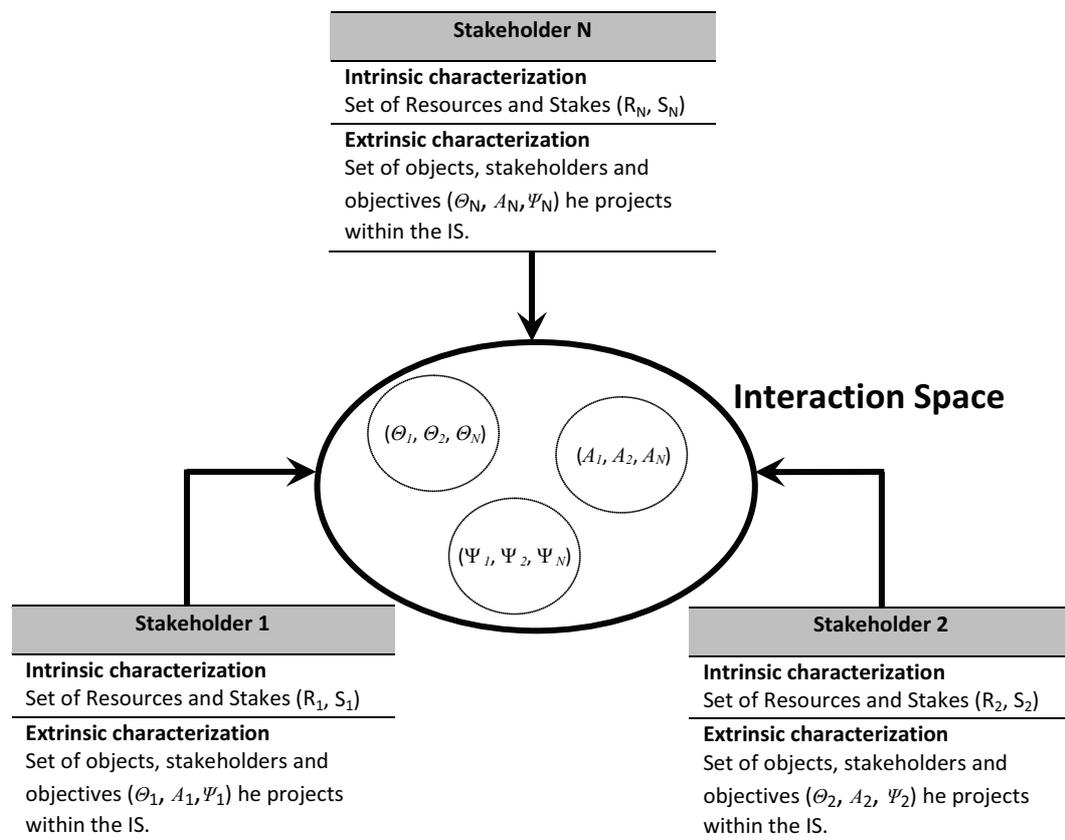 Stakeholder N
Intrinsic characterization
Set of Resources and Stakes (R_N, S_N)
Extrinsic characterization
Set of objects, stakeholders and
objectives (Θ_N, A_N,Ψ_N) he projects
within the IS.
Interaction Space
(Θ_1, Θ_2, Θ_N)
(A_1, A_2, A_N)
(Ψ_1, Ψ_2, Ψ_N)
Stakeholder 1
Intrinsic characterization
Set of Resources and Stakes (R_1, S_1)
Extrinsic characterization
Set of objects, stakeholders and
objectives (Θ_1, A_1,Ψ_1) he projects
within the IS.
Stakeholder 2
Intrinsic characterization
Set of Resources and Stakes (R_2, S_2)
Extrinsic characterization
Set of objects, stakeholders and
objectives (Θ_2, A_2, Ψ_2) he projects
within the IS.